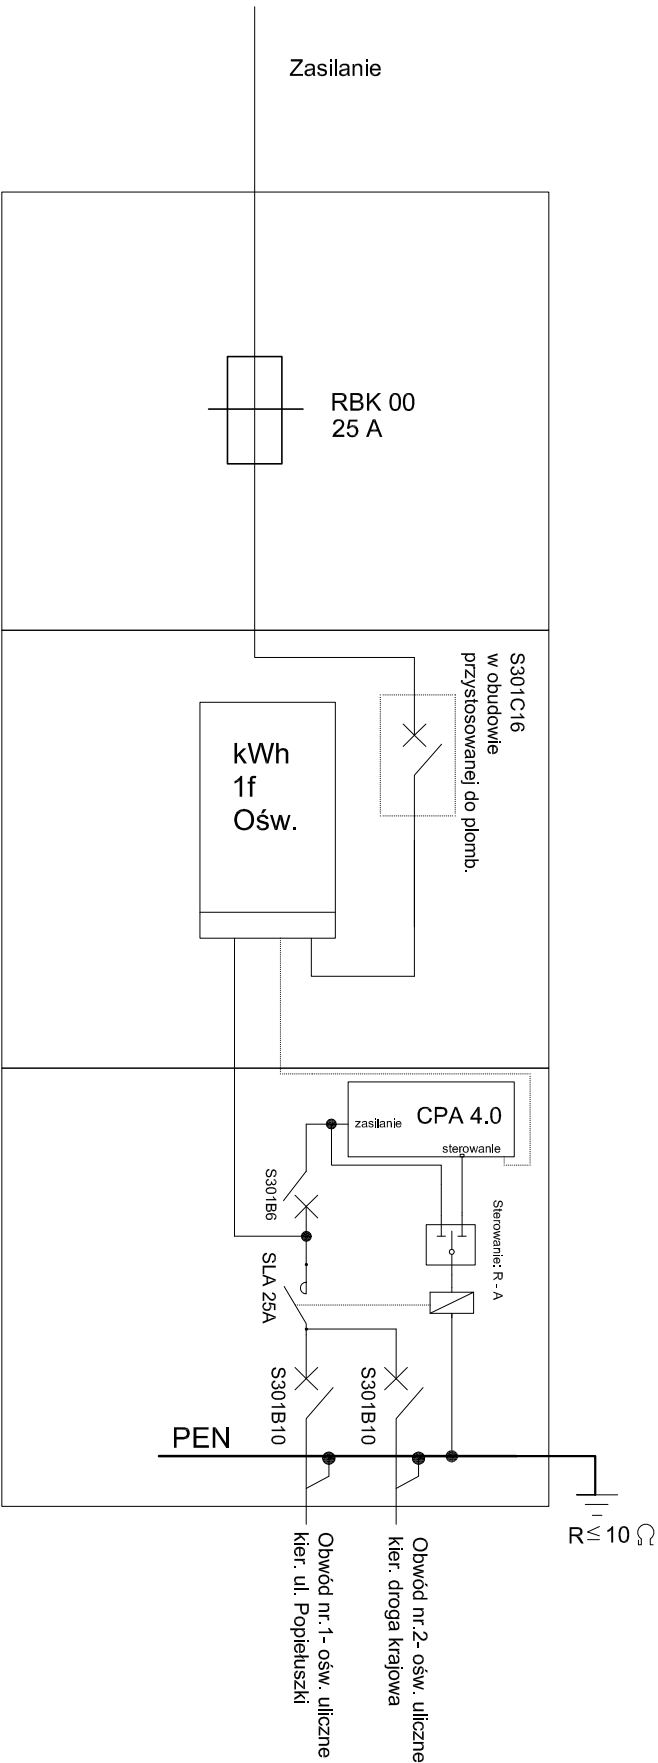 Zasilanie
RBK 00
25 A
S301C16
w obudowie
przystosowanej do plomb.
kWh
1f
Ośw.
CPA 4.0
zasilanie
sterowanie
S301B6
Sterowanie: R - A
SLA 25A
S301B10
S301B10
PEN
R ≤ 10 Ω
Obwód nr.1- ośw. uliczne
kier. ul. Popiełuszki
Obwód nr.2- ośw. uliczne
kier. droga krajowa